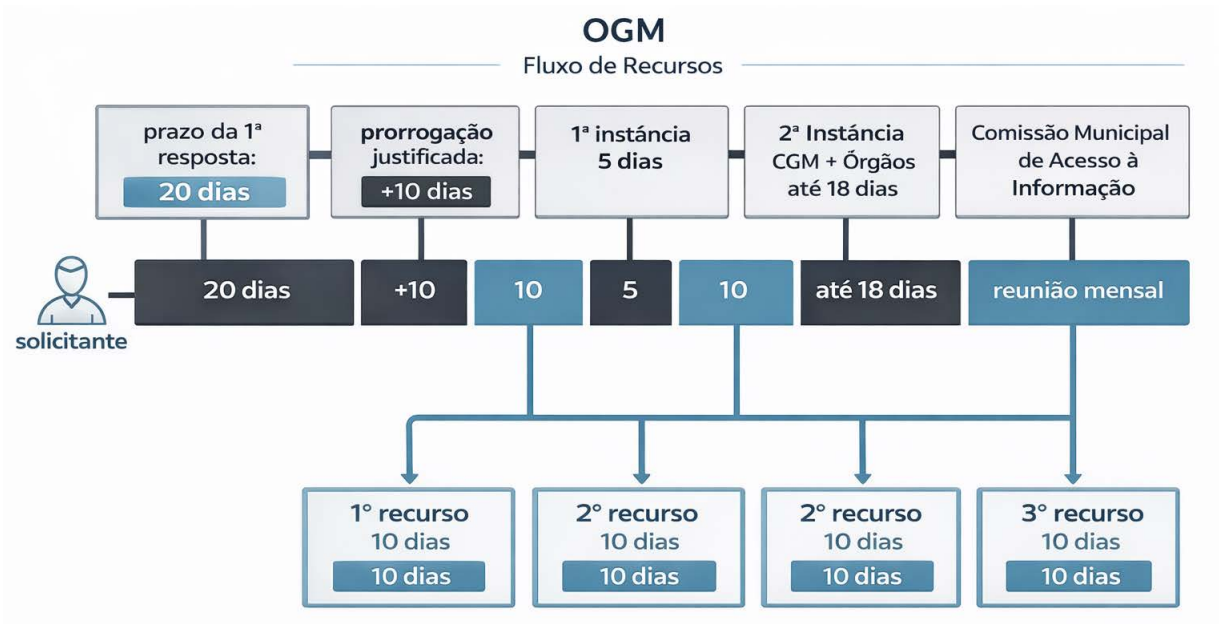 OGM
Fluxo de Recursos
prazo da 1ª
resposta:
20 dias
prorrogação
justificada:
+10 dias
1ª instância
5 dias
2ª Instáncia
CGM + Órgãos
até 18 dias
Comissão Municipal
de Acesso à
Informação
solicitante
20 dias
+10
10
5
10
até 18 dias
reunião mensal
1° recurso
10 dias
10 dias
2° recurso
10 dias
10 dias
2° recurso
10 dias
10 dias
3° recurso
10 dias
10 dias